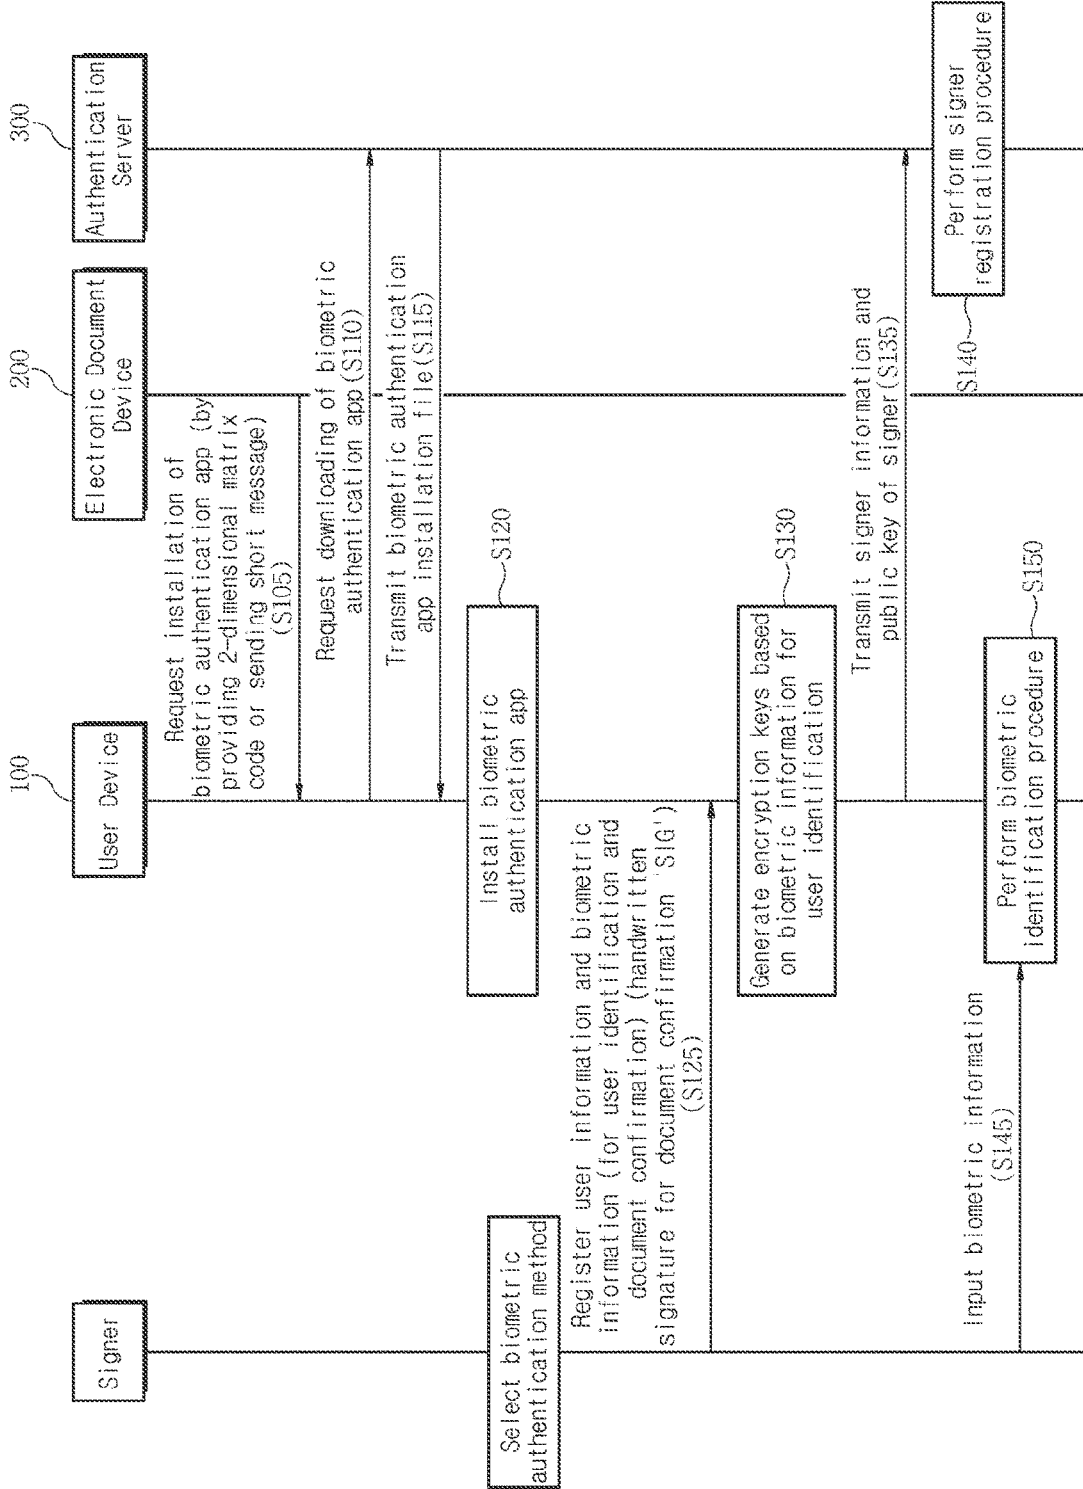 Signer
100
User Device
200
Electronic Document
Device
300
Authentication
Server
Request installation of
biometric authentication app (by
providing 2-dimensional matrix
code or sending short message)
(S105)
Request downloading of biometric
authentication app(S110)
Transmit biometric authentication
app installation file(S115)
Select biometric
authentication method
Install biometric
authentication app
S120
Register user information and biometric
information (for user identification and
document confirmation) (handwritten
signature for document confirmation 'SIG')
(S125)
Generate encryption keys based
on biometric information for
user identification
S130
Transmit signer information and
public key of signer(S135)
Perform signer
registration procedure
S140
Input biometric information
(S145)
Perform biometric
identification procedure
S150